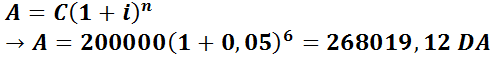 A = C(1 + i)ⁿ
→ A = 200000(1 + 0,05)⁶ = 268019,12 DA